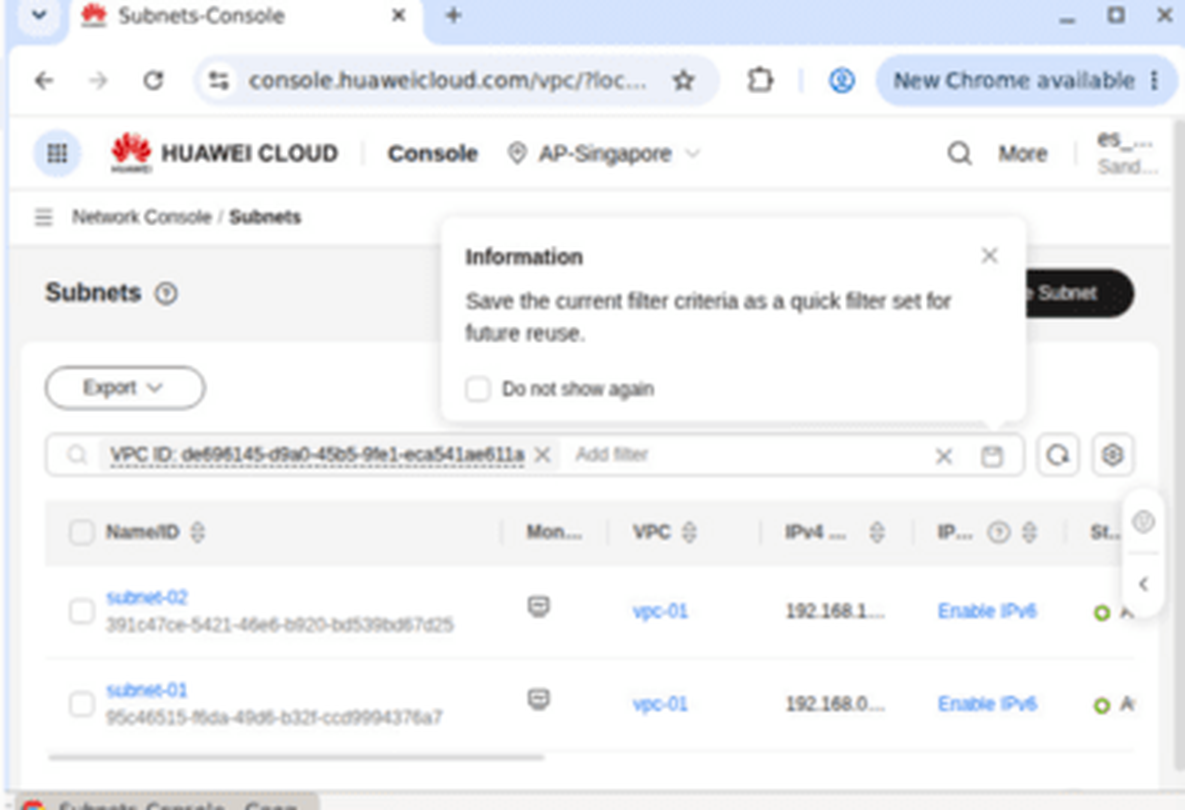 Subnets-Console
console.huaweicloud.com/vpc/?loc...
New Chrome available
HUAWEI
HUAWEI CLOUD
Console
AP-Singapore
More
es_...
Sand...
Network Console / Subnets
Information
Save the current filter criteria as a quick filter set for
future reuse.
Do not show again
Subnets
e Subnet
Export
VPC ID: de696145-d9a0-45b5-9fe1-eca541ae611a
Add filter
Name/ID
Mon...
VPC
IPv4 ...
IP...
St...
subnet-02
391c47ce-5421-46e6-b920-bd539bd67d25
vpc-01
192.168.1...
Enable IPv6
A
subnet-01
95c46515-f6da-49d6-b32f-ccd9994376a7
vpc-01
192.168.0...
Enable IPv6
A
Subnets-Console - Goog